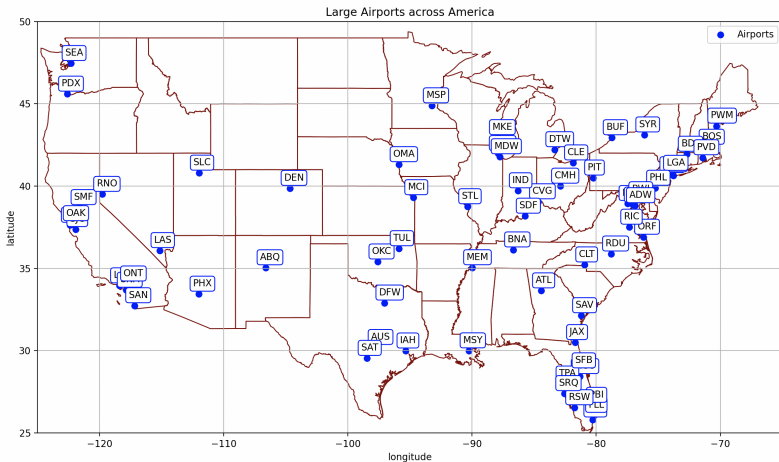 Large Airports across America
Airports
50
45
40
35
30
25
latitude
SEA
PDX
MSP
PWM
MKE
BUF
SYR
BOS
DTW
MDW
PVD
OMA
CLE
LGA
SLC
PIT
CMH
IND
DEN
PHL
RNO
MCI
CVG
ADW
SMF
STL
SDF
OAK
RIC
ORF
LAS
TUL
BNA
RDU
OKC
ABQ
MEM
CLT
ONT
PHX
SAN
DFW
ATL
SAV
AUS
IAH
MSY
JAX
SAT
SFB
TPA
SRQ
RSW
−120
−110
−100
−90
−80
−70
longitude